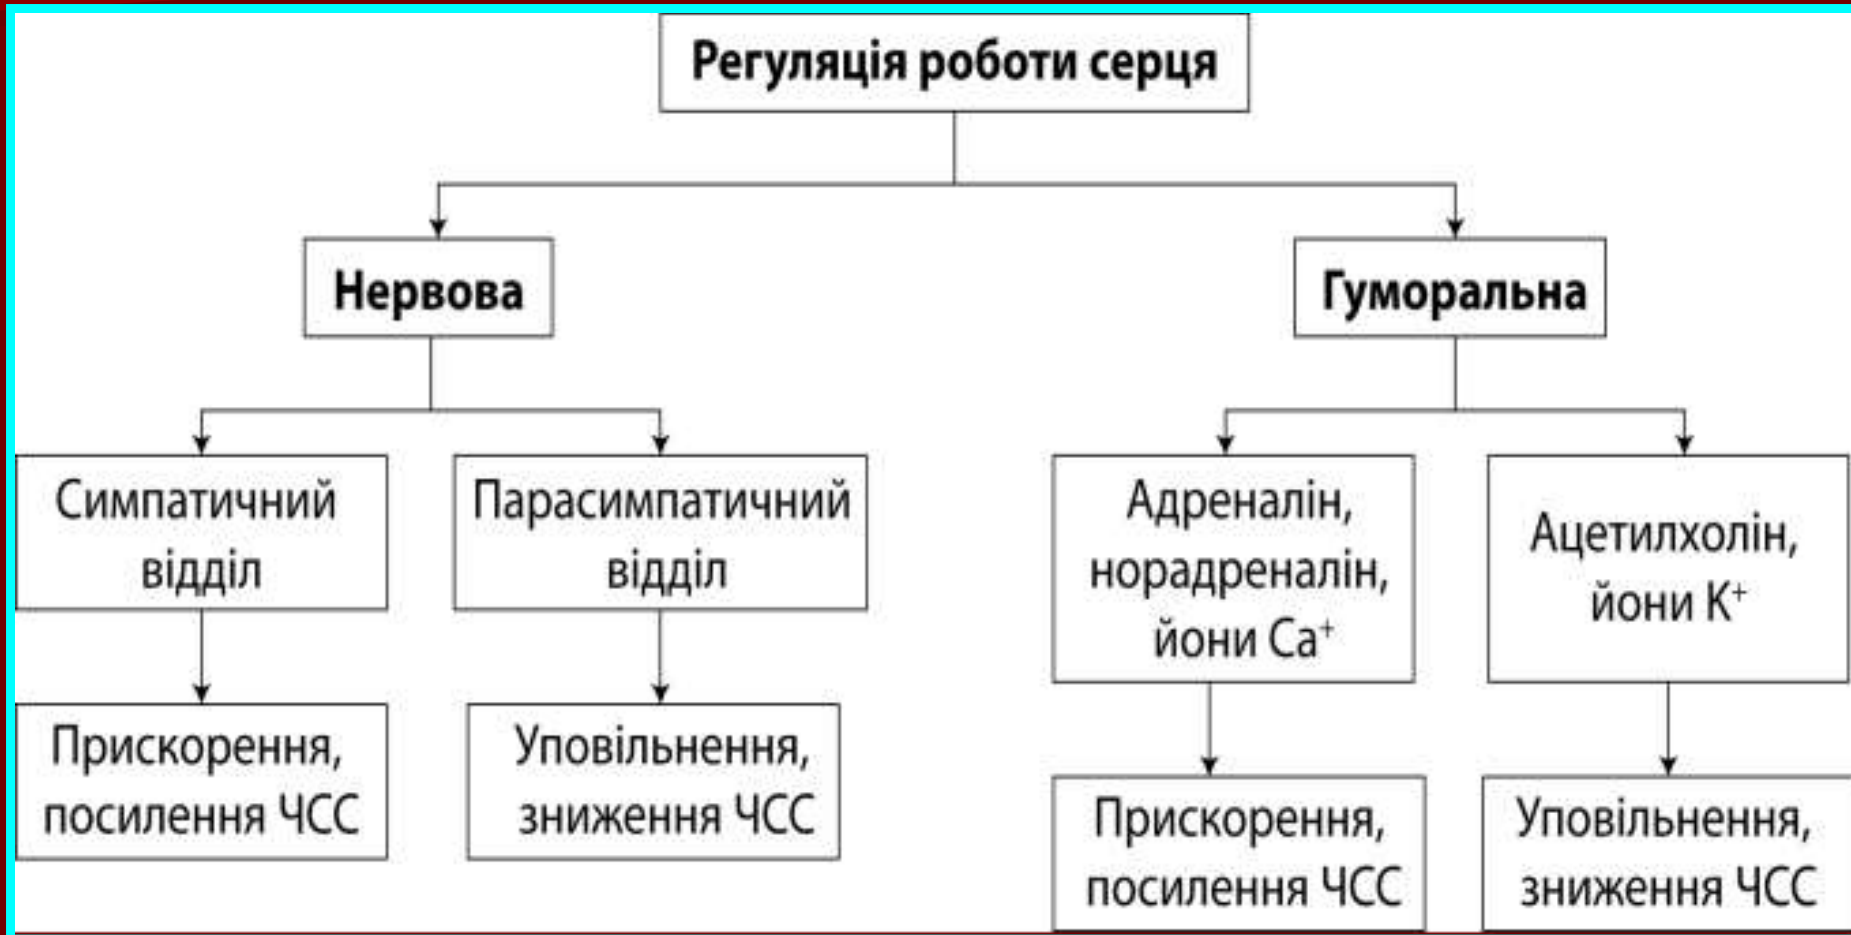 Регуляція роботи серця
Нервова
Гуморальна
Симпатичний
відділ
Парасимпатичний
відділ
Адреналін,
норадреналін,
йони Ca⁺
Ацетилхолін,
йони K⁺
Прискорення,
посилення ЧСС
Уповільнення,
зниження ЧСС
Прискорення,
посилення ЧСС
Уповільнення,
зниження ЧСС